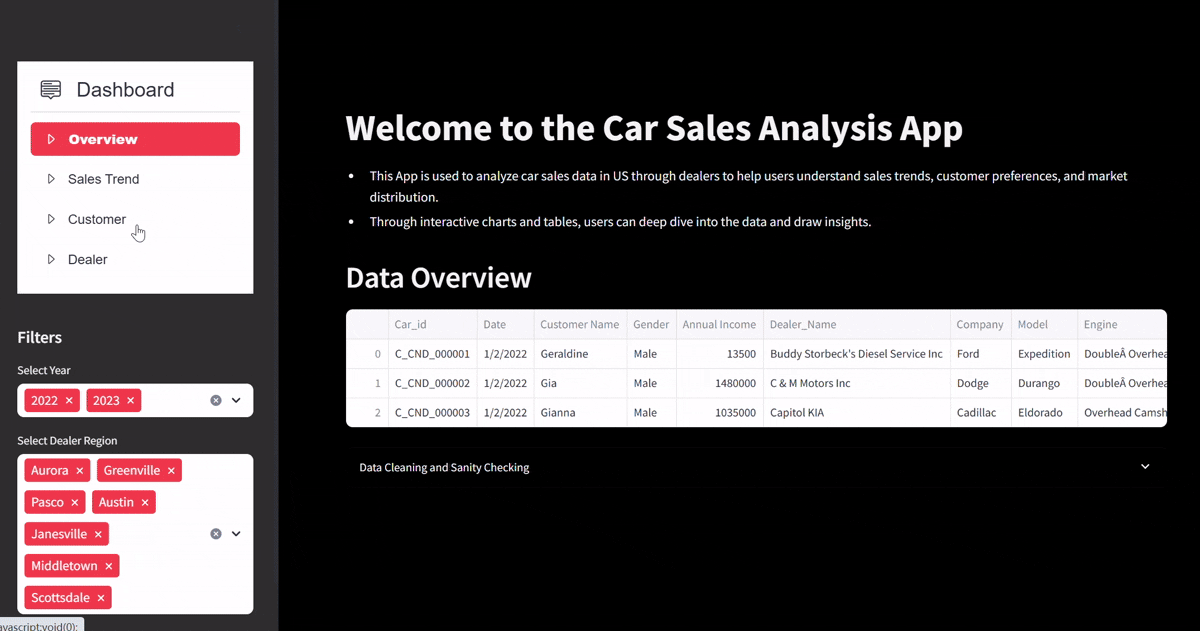 Dashboard
Overview
Sales Trend
Customer
Dealer
Filters
Select Year
2022 × 2023 ×
Select Dealer Region
Aurora × Greenville ×
Pasco × Austin ×
Janesville ×
Middletown ×
Scottsdale ×
avascript:void(0);
Welcome to the Car Sales Analysis App
• This App is used to analyze car sales data in US through dealers to help users understand sales trends, customer preferences, and market
distribution.
• Through interactive charts and tables, users can deep dive into the data and draw insights.
Data Overview
Car_id Date Customer Name Gender Annual Income Dealer_Name Company Model Engine
0 C_CND_000001 1/2/2022 Geraldine Male 13500 Buddy Storbeck's Diesel Service Inc Ford Expedition DoubleÂ Overhea
1 C_CND_000002 1/2/2022 Gia Male 1480000 C & M Motors Inc Dodge Durango DoubleÂ Overhea
2 C_CND_000003 1/2/2022 Gianna Male 1035000 Capitol KIA Cadillac Eldorado Overhead Camsh
Data Cleaning and Sanity Checking